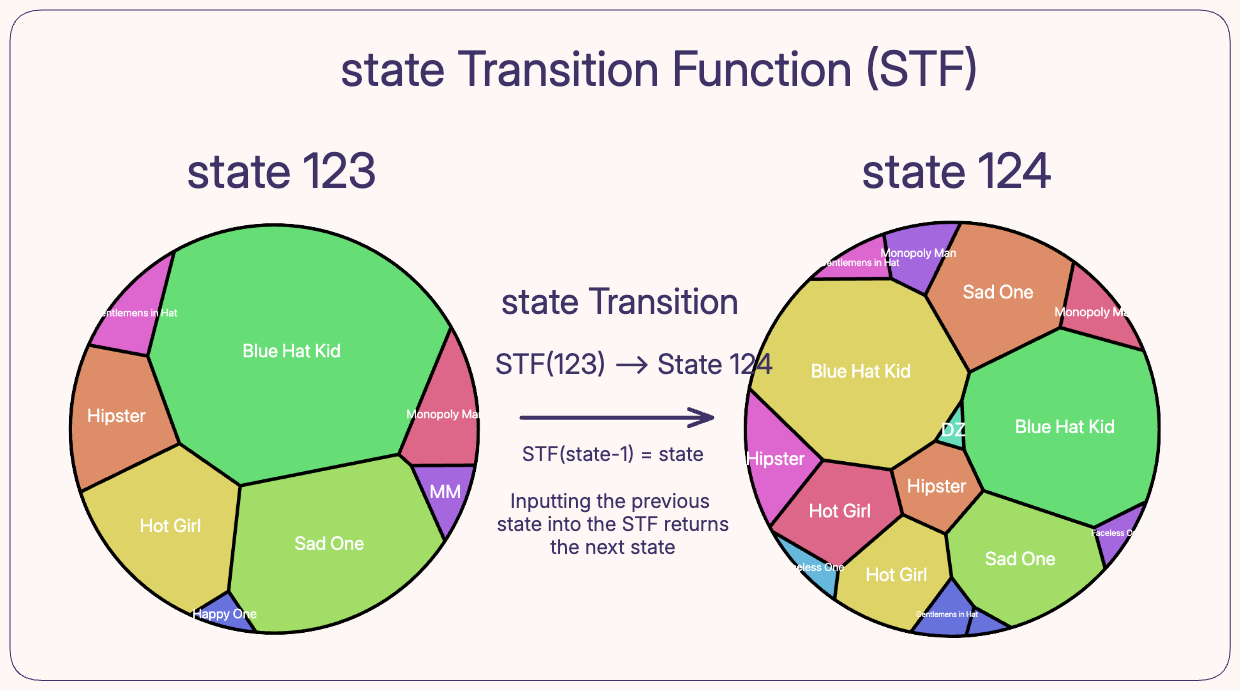 state Transition Function (STF)
state 123
state 124
entlemens in Hat
Blue Hat Kid
Hipster
Monopoly Man
MM
Hot Girl
Sad One
Happy One
state Transition
STF(123) → State 124
STF(state-1) = state
Inputting the previous
state into the STF returns
the next state
Monopoly Man
entlemens in Hat
Sad One
Monopoly Ma
Blue Hat Kid
Blue Hat Kid
DZ
Hipster
Hipster
Hot Girl
Faceless O
Sad One
eless One
Hot Girl
Gentlemens in Hat